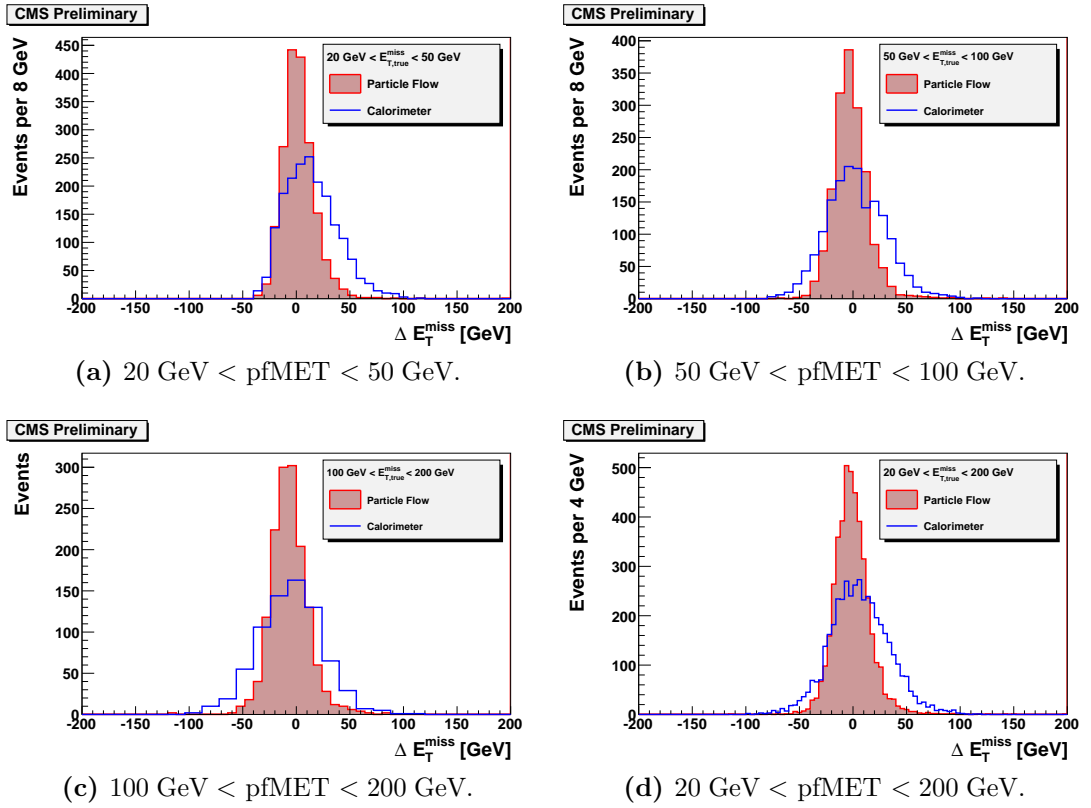 CMS Preliminary
Events per 8 GeV
450
400
350
300
250
200
150
100
50
0
20 GeV < E_{T,true}^{miss} < 50 GeV
Particle Flow
Calorimeter
-200 -150 -100 -50 0 50 100 150 200
Δ E_T^{miss} [GeV]
(a) 20 GeV < pfMET < 50 GeV.
CMS Preliminary
Events per 8 GeV
400
350
300
250
200
150
100
50
0
50 GeV < E_{T,true}^{miss} < 100 GeV
Particle Flow
Calorimeter
-200 -150 -100 -50 0 50 100 150 200
Δ E_T^{miss} [GeV]
(b) 50 GeV < pfMET < 100 GeV.
CMS Preliminary
Events
300
250
200
150
100
50
0
100 GeV < E_{T,true}^{miss} < 200 GeV
Particle Flow
Calorimeter
-200 -150 -100 -50 0 50 100 150 200
Δ E_T^{miss} [GeV]
(c) 100 GeV < pfMET < 200 GeV.
CMS Preliminary
Events per 4 GeV
500
400
300
200
100
0
20 GeV < E_{T,true}^{miss} < 200 GeV
Particle Flow
Calorimeter
-200 -150 -100 -50 0 50 100 150 200
Δ E_T^{miss} [GeV]
(d) 20 GeV < pfMET < 200 GeV.